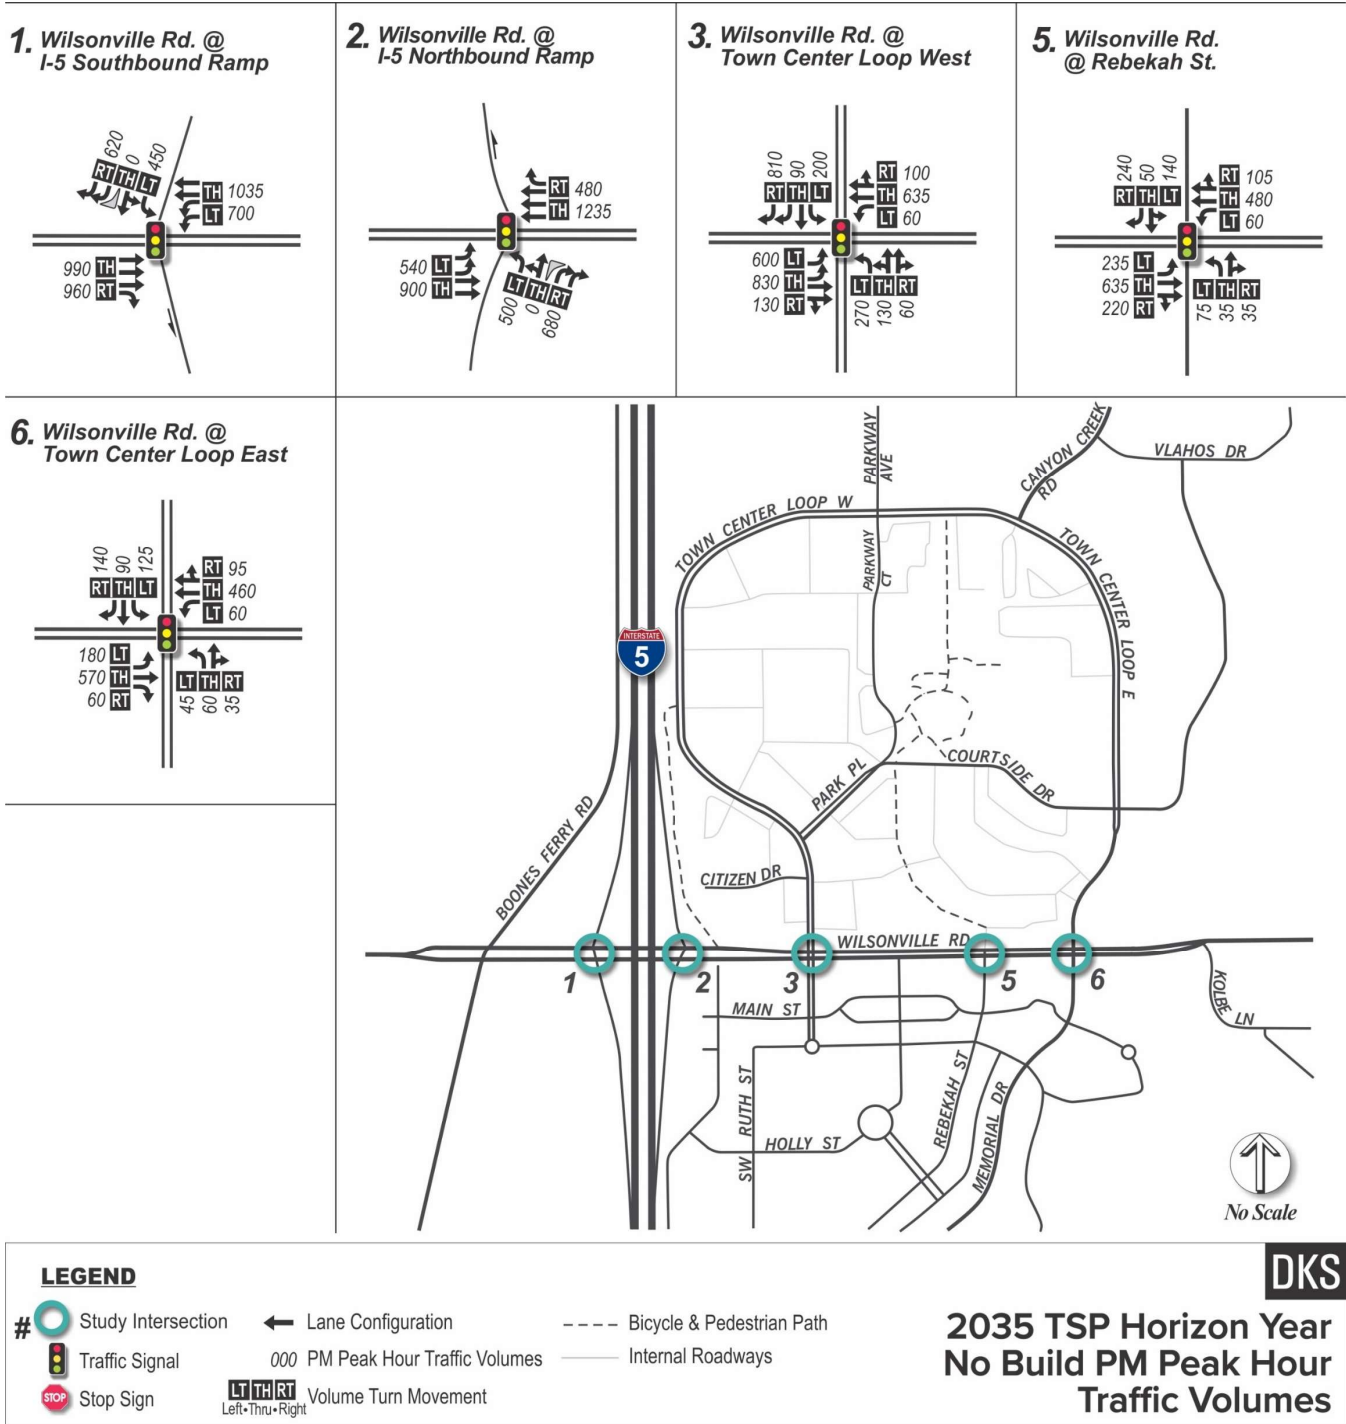 1. Wilsonville Rd. @
I-5 Southbound Ramp
620 0 450
RT TH LT
TH 1035
LT 700
990 TH
960 RT
2. Wilsonville Rd. @
I-5 Northbound Ramp
RT 480
TH 1235
540 LT
900 TH
LT TH RT
500 0 680
3. Wilsonville Rd. @
Town Center Loop West
810 90 200
RT TH LT
RT 100
TH 635
LT 60
600 LT
830 TH
130 RT
LT TH RT
270 130 60
5. Wilsonville Rd.
@ Rebekah St.
240 50 140
RT TH LT
RT 105
TH 480
LT 60
235 LT
635 TH
220 RT
LT TH RT
75 35 35
6. Wilsonville Rd. @
Town Center Loop East
140 90 125
RT TH LT
RT 95
TH 460
LT 60
180 LT
570 TH
60 RT
LT TH RT
45 60 35
PARKWAY
AVE
CANYON CREEK
RD
VLAHOS DR
TOWN CENTER LOOP W
PARKWAY
CT
TOWN CENTER LOOP E
INTERSTATE
5
PARK PL
COURTSIDE DR
BOONES FERRY RD
CITIZEN DR
WILSONVILLE RD
1
2
3
5
6
MAIN ST
KOLBE LN
SW RUTH ST
HOLLY ST
REBEKAH ST
MEMORIAL DR
No Scale
LEGEND
DKS
# Study Intersection
Lane Configuration
Bicycle & Pedestrian Path
Traffic Signal
000 PM Peak Hour Traffic Volumes
Internal Roadways
STOP Stop Sign
LT TH RT Volume Turn Movement
Left•Thru•Right
2035 TSP Horizon Year
No Build PM Peak Hour
Traffic Volumes